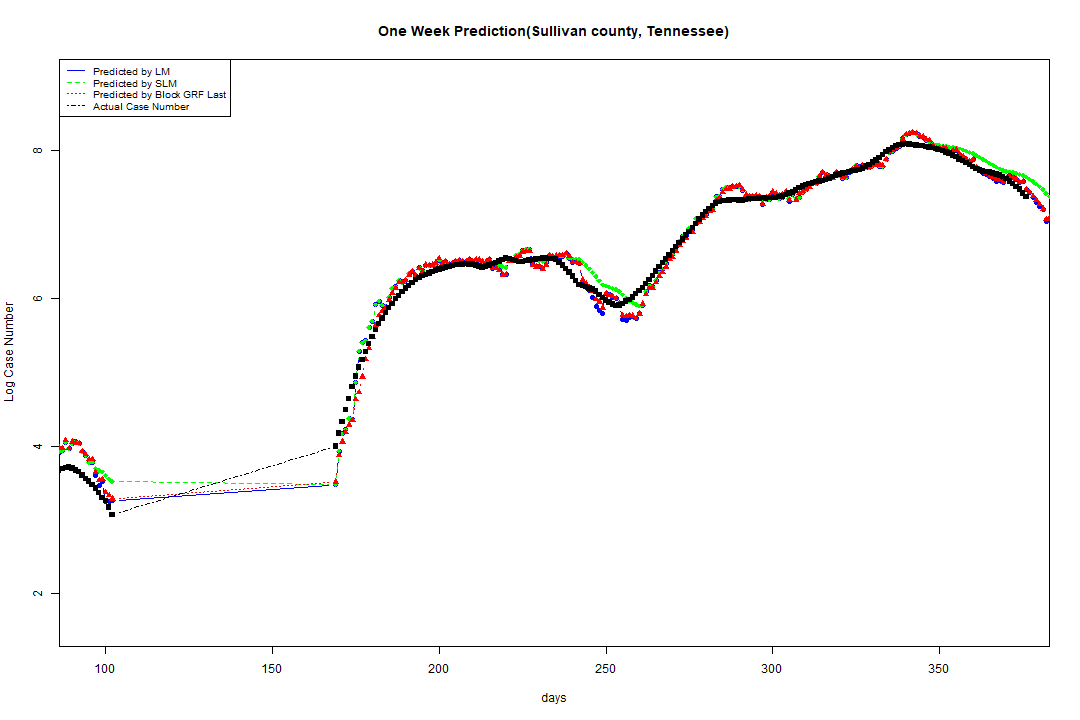 One Week Prediction(Sullivan county, Tennessee)
Predicted by LM
Predicted by SLM
Predicted by Block GRF Last
Actual Case Number
8
6
4
2
Log Case Number
100 150 200 250 300 350
days